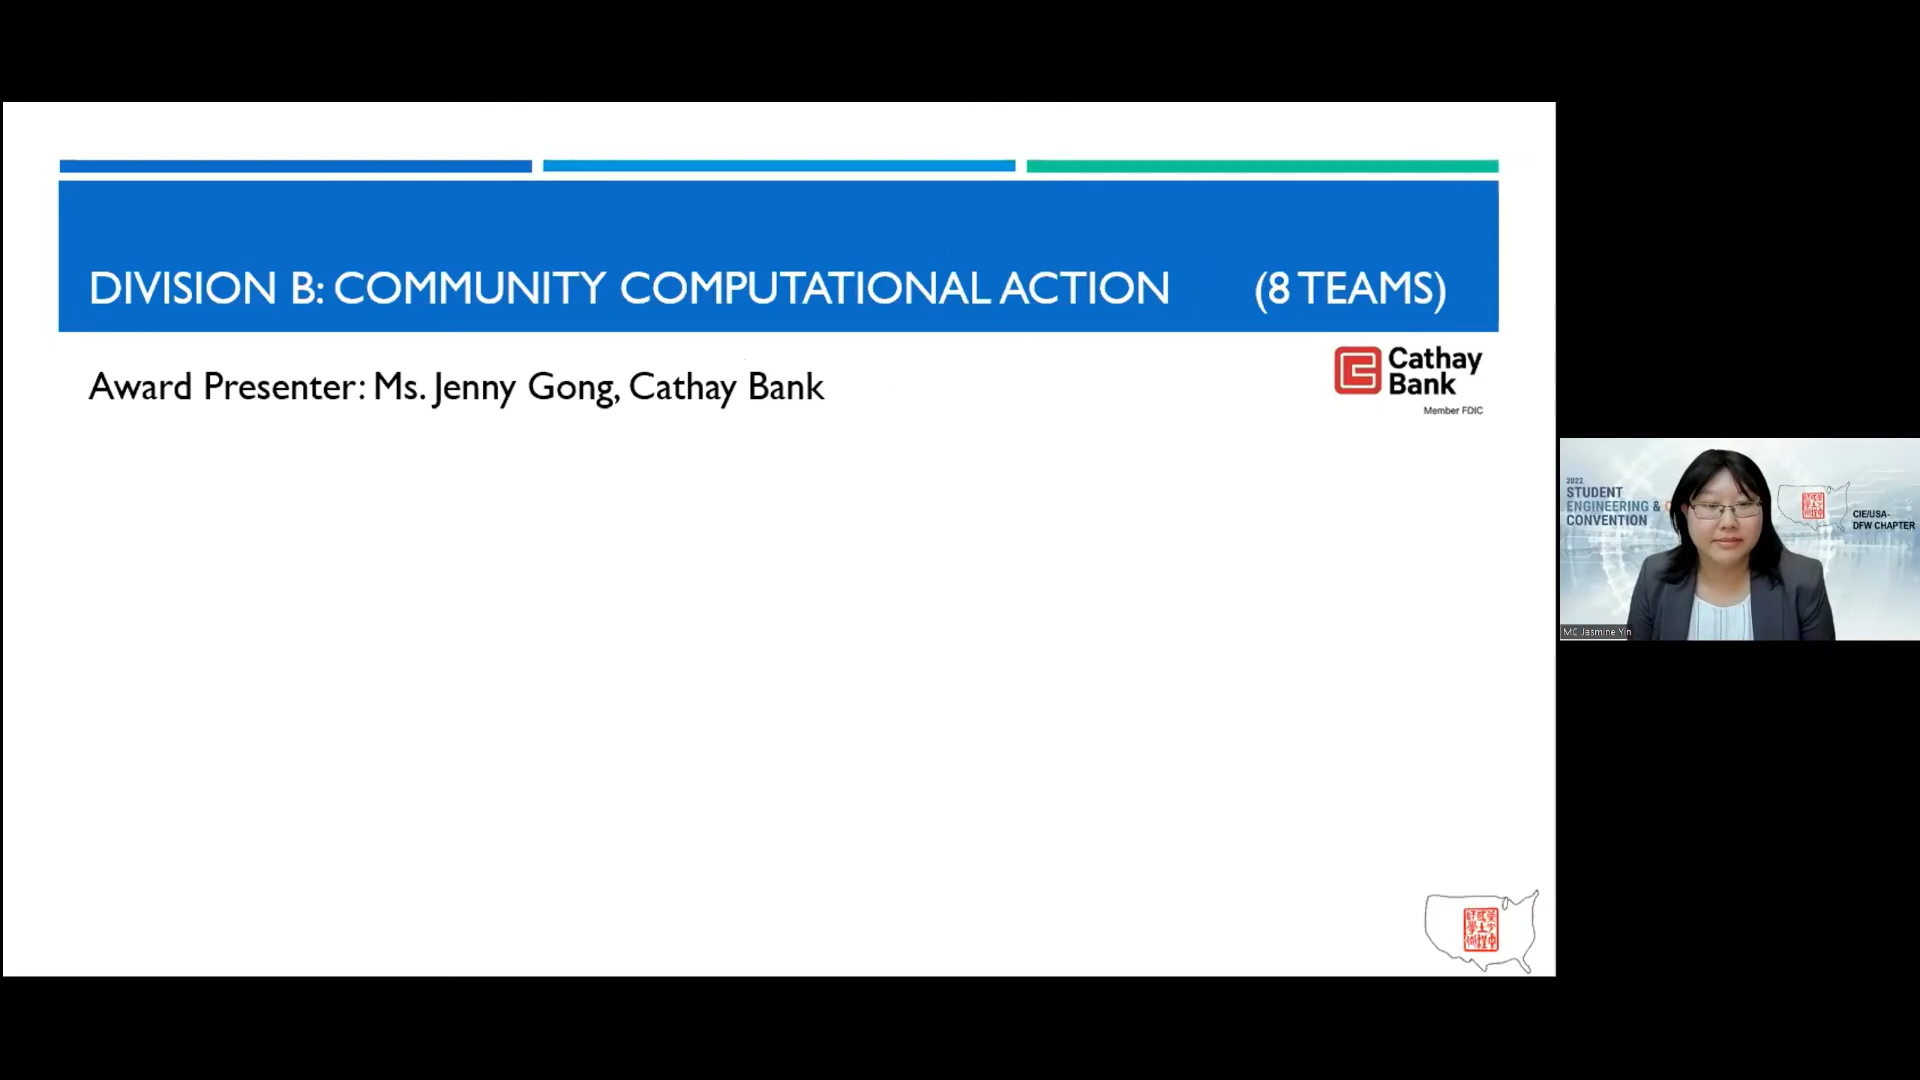 DIVISION B: COMMUNITY COMPUTATIONAL ACTION (8 TEAMS)
Award Presenter: Ms. Jenny Gong, Cathay Bank
Cathay
Bank
Member FDIC
2022
STUDENT
ENGINEERING &
CONVENTION
CIE/USA-
DFW CHAPTER
MC Jasmine Yin